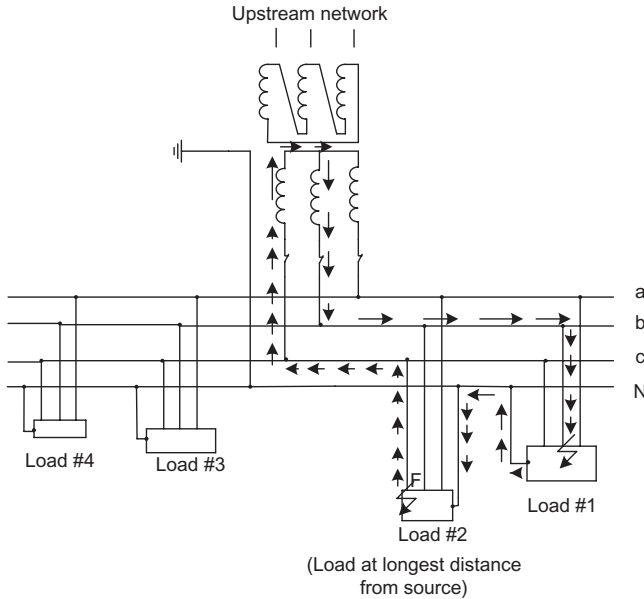 Upstream network
a
b
c
N
F
Load #4
Load #3
Load #2
Load #1
(Load at longest distance
from source)